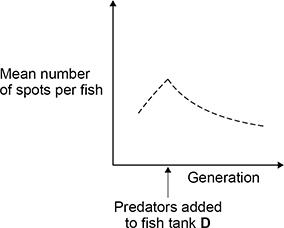 Mean number
of spots per fish
Generation
Predators added
to fish tank D